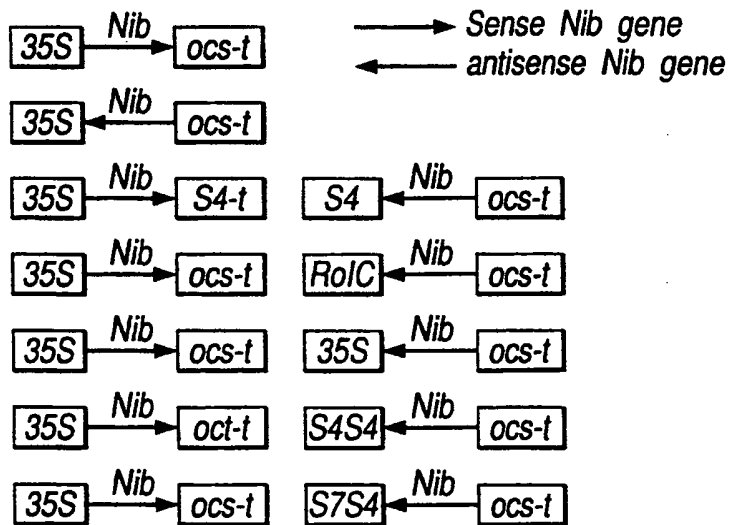 35S Nib ocs-t → Sense Nib gene
← antisense Nib gene
35S Nib ocs-t
35S Nib S4-t S4 Nib ocs-t
35S Nib ocs-t RolC Nib ocs-t
35S Nib ocs-t 35S Nib ocs-t
35S Nib oct-t S4S4 Nib ocs-t
35S Nib ocs-t S7S4 Nib ocs-t